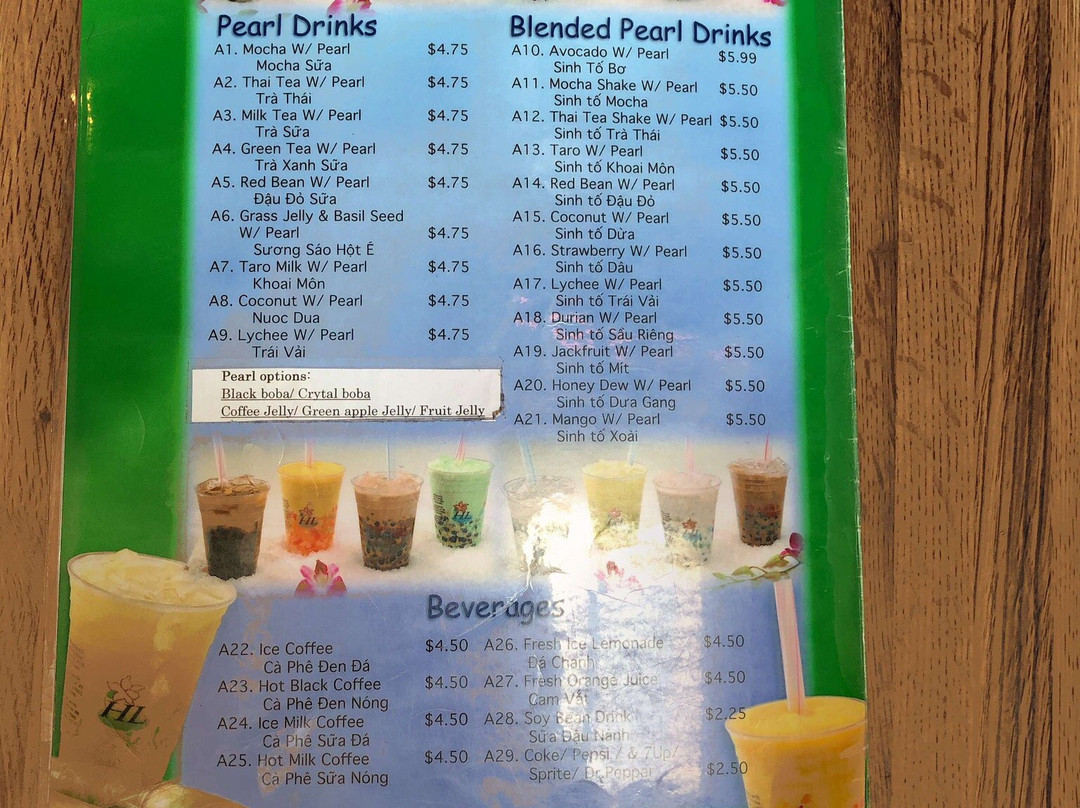 Pearl Drinks
A1. Mocha W/ Pearl $4.75
Mocha Sữa
A2. Thai Tea W/ Pearl $4.75
Trà Thái
A3. Milk Tea W/ Pearl $4.75
Trà Sữa
A4. Green Tea W/ Pearl $4.75
Trà Xanh Sữa
A5. Red Bean W/ Pearl $4.75
Đậu Đỏ Sữa
A6. Grass Jelly & Basil Seed
W/ Pearl $4.75
Sương Sáo Hột É
A7. Taro Milk W/ Pearl $4.75
Khoai Môn
A8. Coconut W/ Pearl $4.75
Nuoc Dua
A9. Lychee W/ Pearl $4.75
Trái Vải
Pearl options:
Black boba/ Crytal boba
Coffee Jelly/ Green apple Jelly/ Fruit Jelly
Blended Pearl Drinks
A10. Avocado W/ Pearl $5.99
Sinh Tố Bơ
A11. Mocha Shake W/ Pearl $5.50
Sinh tố Mocha
A12. Thai Tea Shake W/ Pearl $5.50
Sinh tố Trà Thái
A13. Taro W/ Pearl $5.50
Sinh tố Khoai Môn
A14. Red Bean W/ Pearl $5.50
Sinh tố Đậu Đỏ
A15. Coconut W/ Pearl $5.50
Sinh tố Dừa
A16. Strawberry W/ Pearl $5.50
Sinh tố Dâu
A17. Lychee W/ Pearl $5.50
Sinh tố Trái Vải
A18. Durian W/ Pearl $5.50
Sinh tố Sầu Riêng
A19. Jackfruit W/ Pearl $5.50
Sinh tố Mít
A20. Honey Dew W/ Pearl $5.50
Sinh tố Dưa Gang
A21. Mango W/ Pearl $5.50
Sinh tố Xoài
HL
HL
Beverages
A22. Ice Coffee $4.50
Cà Phê Đen Đá
A23. Hot Black Coffee $4.50
Cà Phê Đen Nóng
A24. Ice Milk Coffee $4.50
Cà Phê Sữa Đá
A25. Hot Milk Coffee $4.50
Cà Phê Sữa Nóng
A26. Fresh Ice Lemonade $4.50
Đá Chanh
A27. Fresh Orange Juice $4.50
Cam Vắt
A28. Soy Bean Drink $2.25
Sữa Đậu Nành
A29. Coke/ Pepsi / & 7Up/
Sprite/ Dr.Pepper $2.50
HL